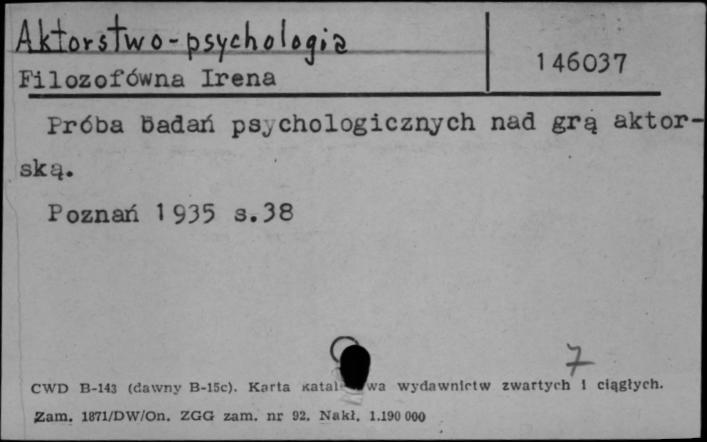 Aktorstwo-psychologia
146037
Filozofówna Irena
Próba badań psychologicznych nad grą aktor-
ską.
Poznań 1935 s.38
7
CWD B-143 (dawny B-15c). Karta wydawnictw zwartych i ciągłych.
Zam. 1871/DW/On. ZGG zam. nr 92. Nakł. 1.190 000